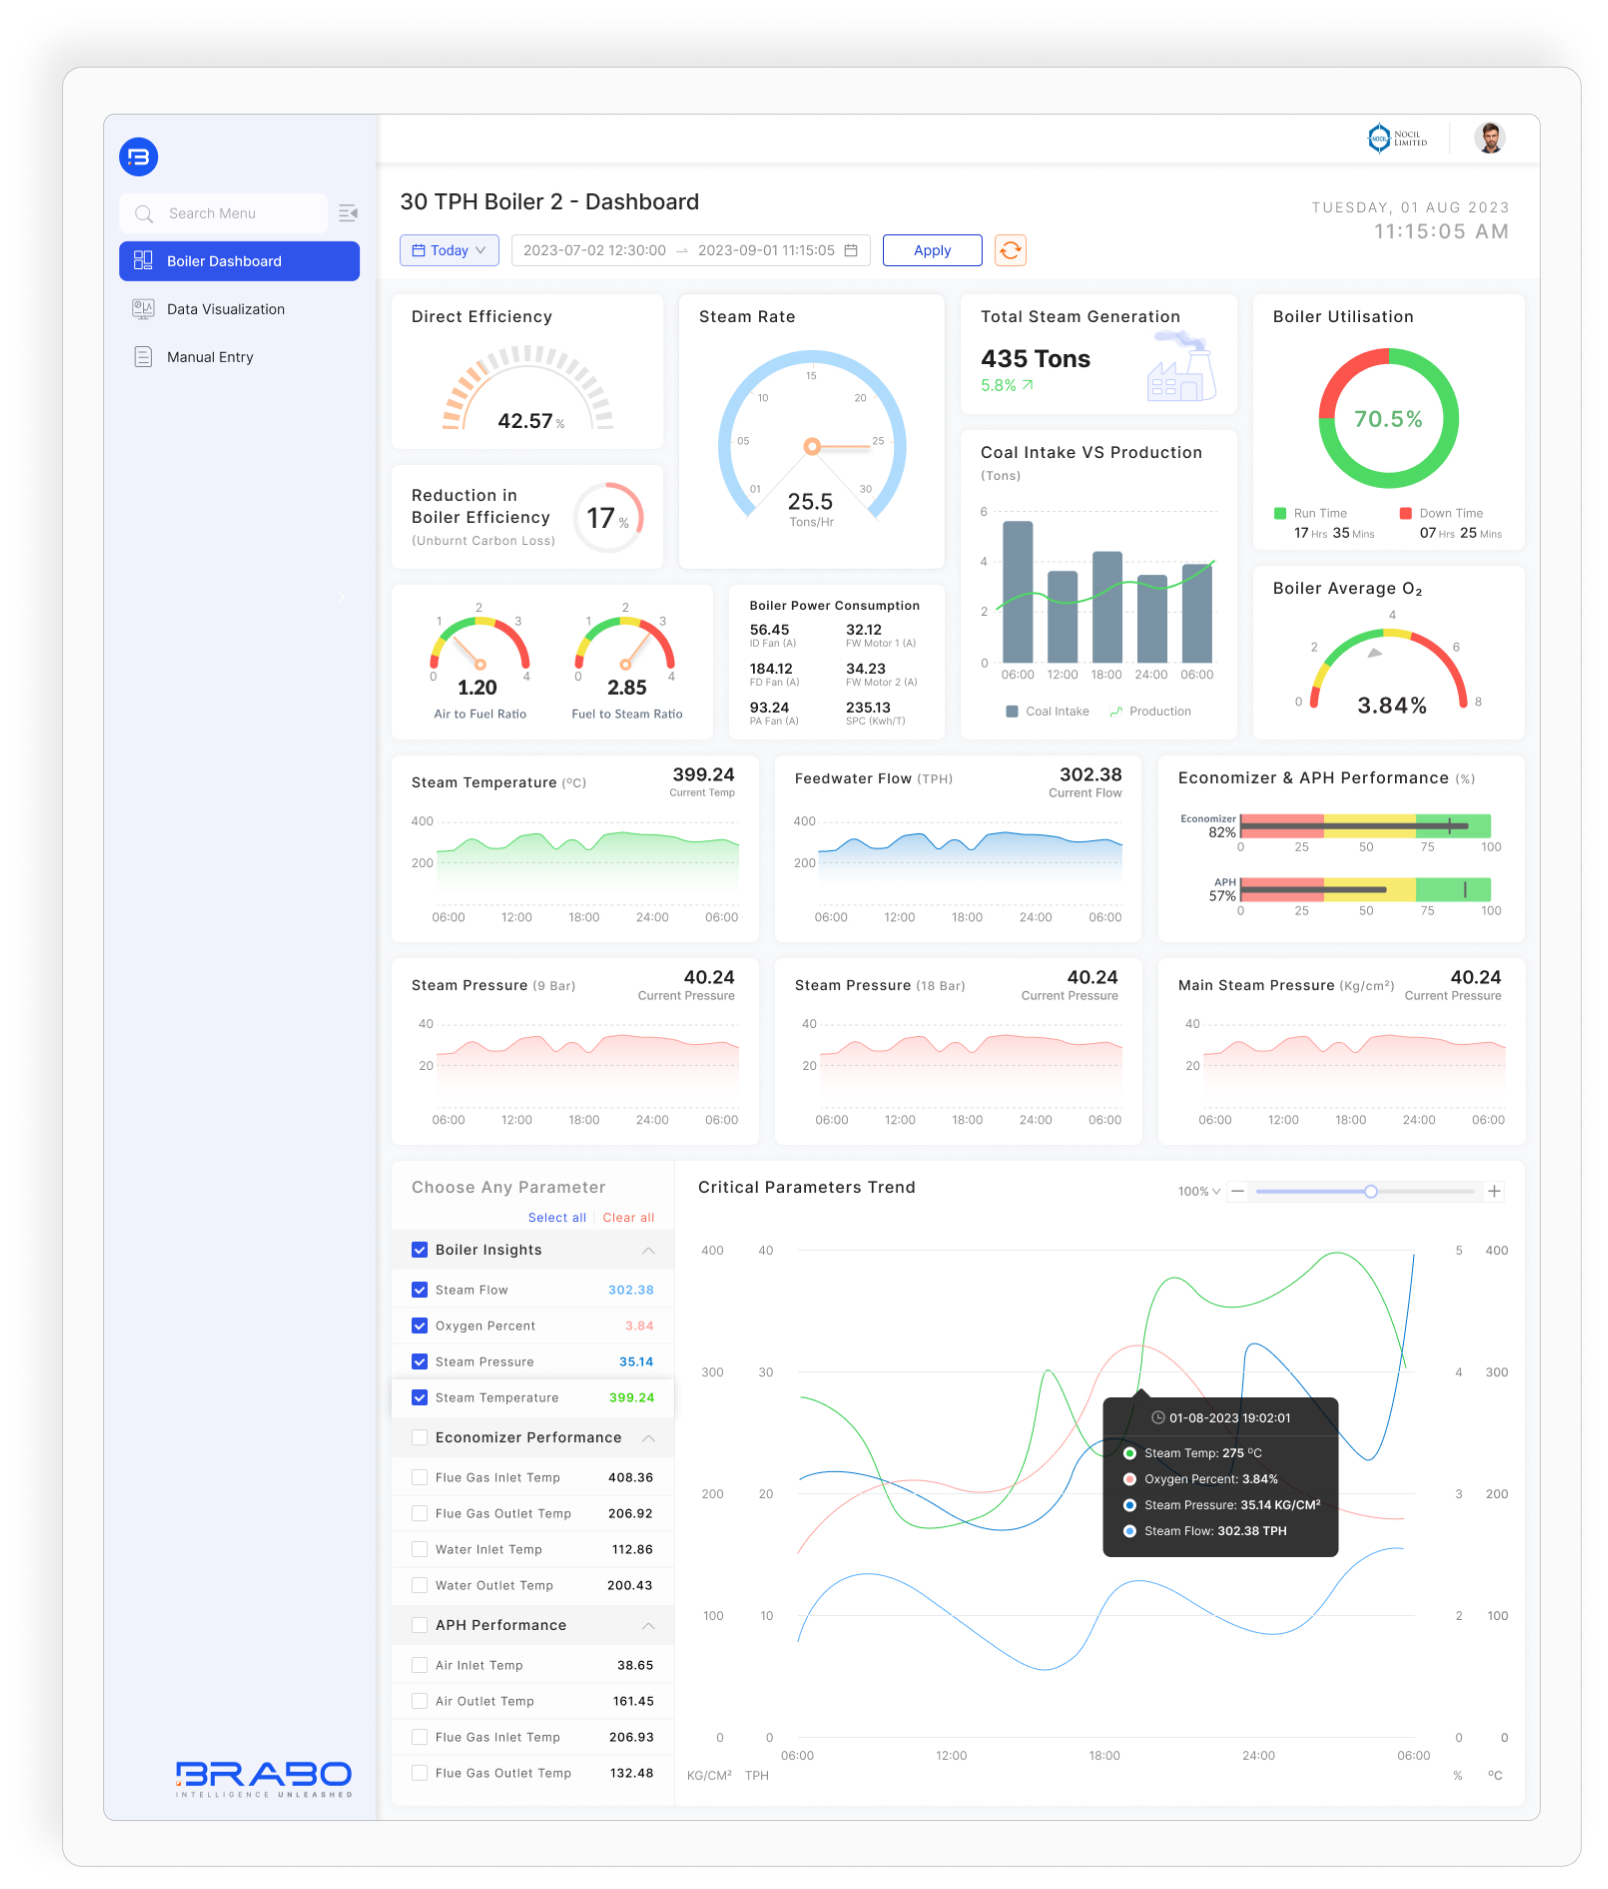 NOCIL
NOCIL
LIMITED
Search Menu
Boiler Dashboard
Data Visualization
Manual Entry
BRABO
INTELLIGENCE UNLEASHED
30 TPH Boiler 2 - Dashboard
TUESDAY, 01 AUG 2023
11:15:05 AM
Today
2023-07-02 12:30:00 → 2023-09-01 11:15:05
Apply
Direct Efficiency
42.57 %
Reduction in
Boiler Efficiency
(Unburnt Carbon Loss)
17 %
Steam Rate
15
10 20
05 25
01 30
25.5
Tons/Hr
Total Steam Generation
435 Tons
5.8%
Coal Intake VS Production
(Tons)
6
4
2
0
06:00 12:00 18:00 24:00 06:00
Coal Intake Production
Boiler Utilisation
70.5%
Run Time Down Time
17 Hrs 35 Mins 07 Hrs 25 Mins
2 2
1 3 1 3
0 4 0 4
1.20 2.85
Air to Fuel Ratio Fuel to Steam Ratio
Boiler Power Consumption
56.45 32.12
ID Fan (A) FW Motor 1 (A)
184.12 34.23
FD Fan (A) FW Motor 2 (A)
93.24 235.13
PA Fan (A) SPC (Kwh/T)
Boiler Average O₂
4
2 6
0 8
3.84%
Steam Temperature (ºC)
399.24
Current Temp
400
200
06:00 12:00 18:00 24:00 06:00
Feedwater Flow (TPH)
302.38
Current Flow
400
200
06:00 12:00 18:00 24:00 06:00
Economizer & APH Performance (%)
Economizer
82%
0 25 50 75 100
APH
57%
0 25 50 75 100
Steam Pressure (9 Bar)
40.24
Current Pressure
40
20
06:00 12:00 18:00 24:00 06:00
Steam Pressure (18 Bar)
40.24
Current Pressure
40
20
06:00 12:00 18:00 24:00 06:00
Main Steam Pressure (Kg/cm²)
40.24
Current Pressure
40
20
06:00 12:00 18:00 24:00 06:00
Choose Any Parameter
Select all Clear all
Boiler Insights
Steam Flow 302.38
Oxygen Percent 3.84
Steam Pressure 35.14
Steam Temperature 399.24
Economizer Performance
Flue Gas Inlet Temp 408.36
Flue Gas Outlet Temp 206.92
Water Inlet Temp 112.86
Water Outlet Temp 200.43
APH Performance
Air Inlet Temp 38.65
Air Outlet Temp 161.45
Flue Gas Inlet Temp 206.93
Flue Gas Outlet Temp 132.48
Critical Parameters Trend
100%
400 40 5 400
300 30 4 300
200 20 3 200
100 10 2 100
0 0 0 0
01-08-2023 19:02:01
Steam Temp: 275 ºC
Oxygen Percent: 3.84%
Steam Pressure: 35.14 KG/CM²
Steam Flow: 302.38 TPH
06:00 12:00 18:00 24:00 06:00
KG/CM² TPH % ºC